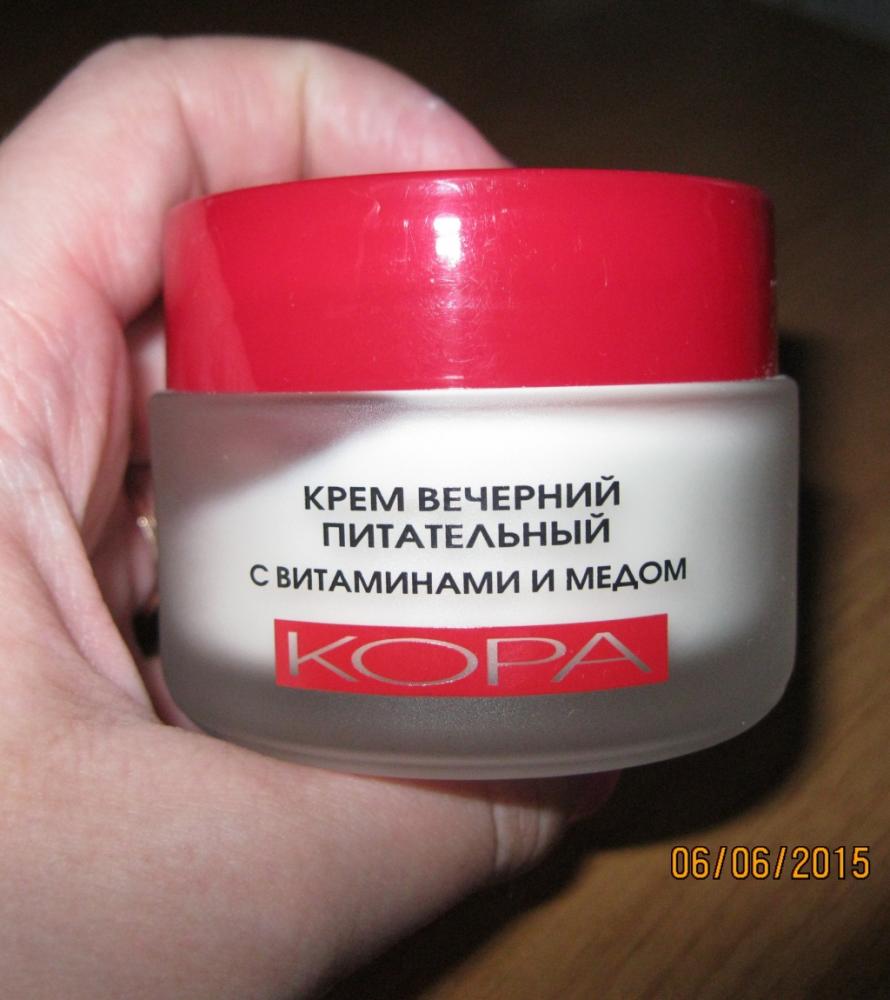 КРЕМ ВЕЧЕРНИЙ
ПИТАТЕЛЬНЫЙ
С ВИТАМИНАМИ И МЕДОМ
КОРА
06/06/2015